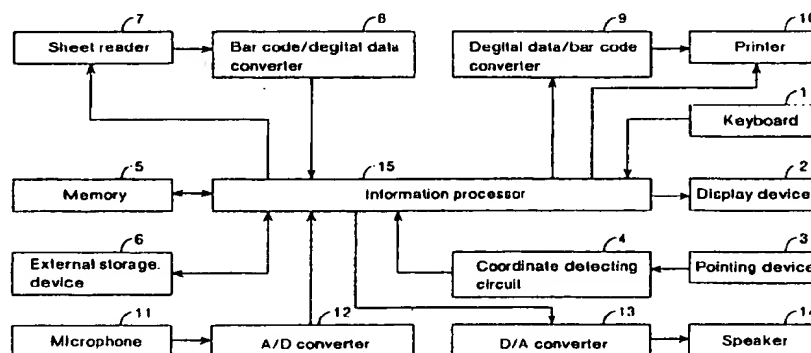 7
Sheet reader
8
Bar code/degital data
converter
9
Degital data/bar code
converter
10
Printer
1
Keyboard
5
Memory
15
Information processor
2
Display device
6
External storage.
device
4
Coordinate detecting
circuit
3
Pointing device
11
Microphone
12
A/D converter
13
D/A converter
14
Speaker